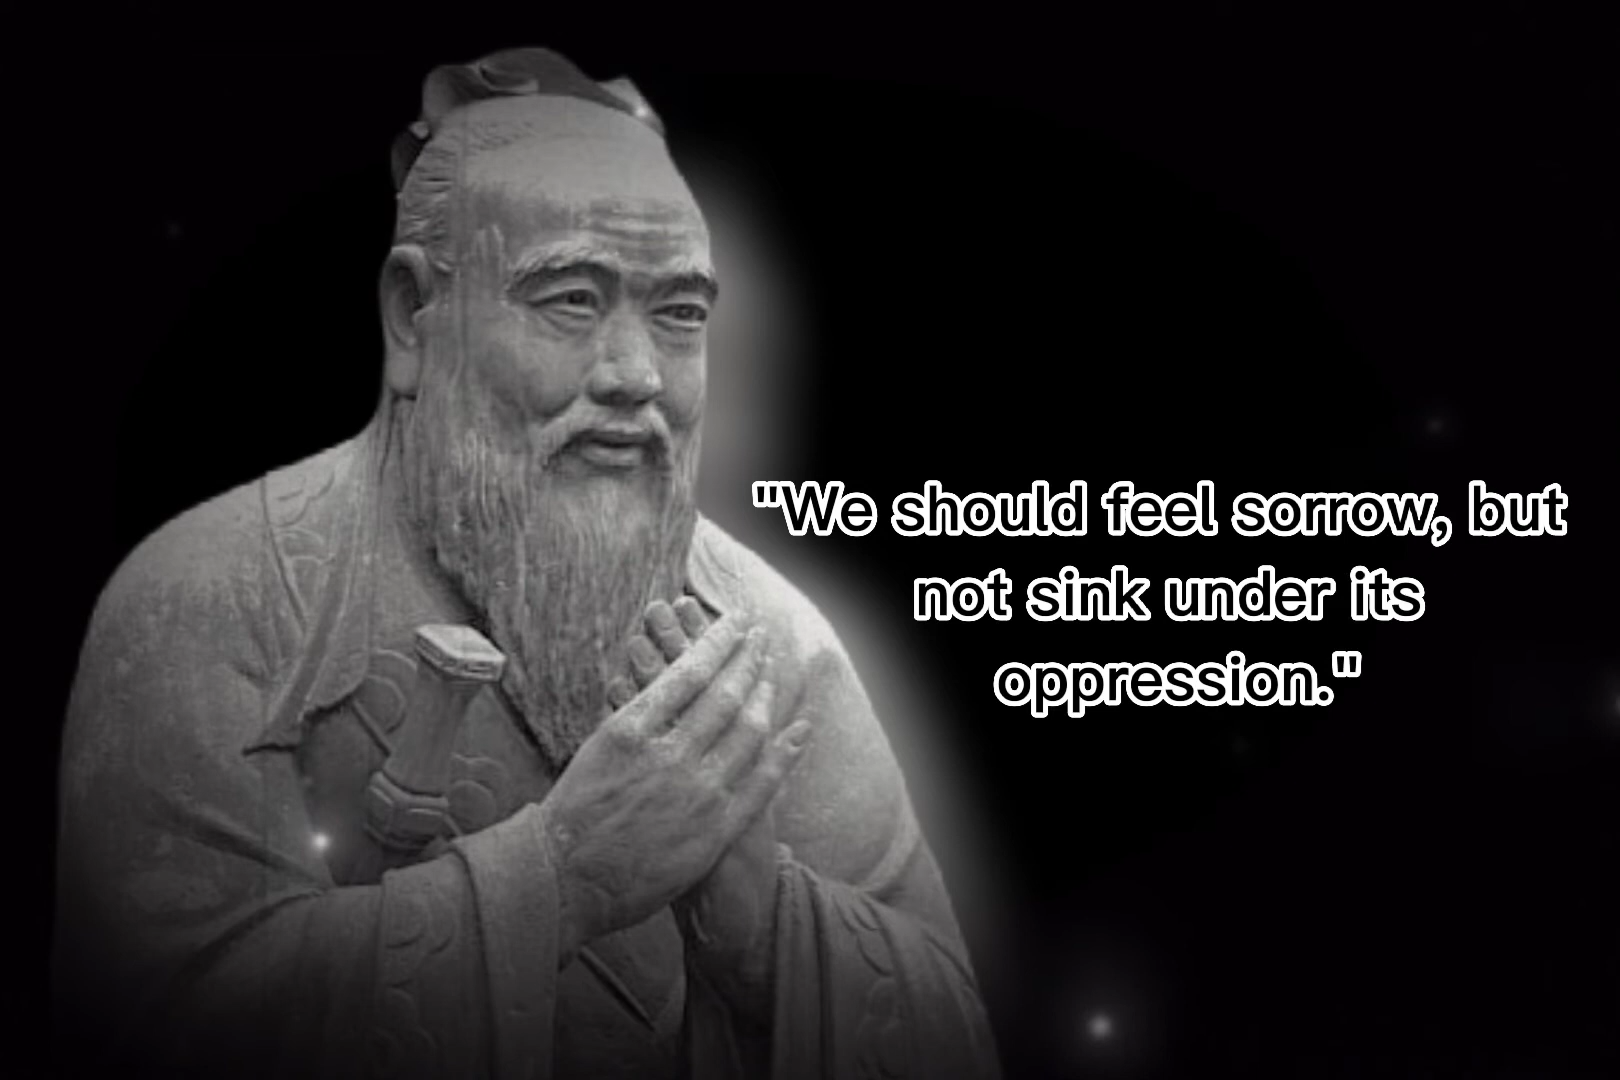 "We should feel sorrow, but
not sink under its
oppression."